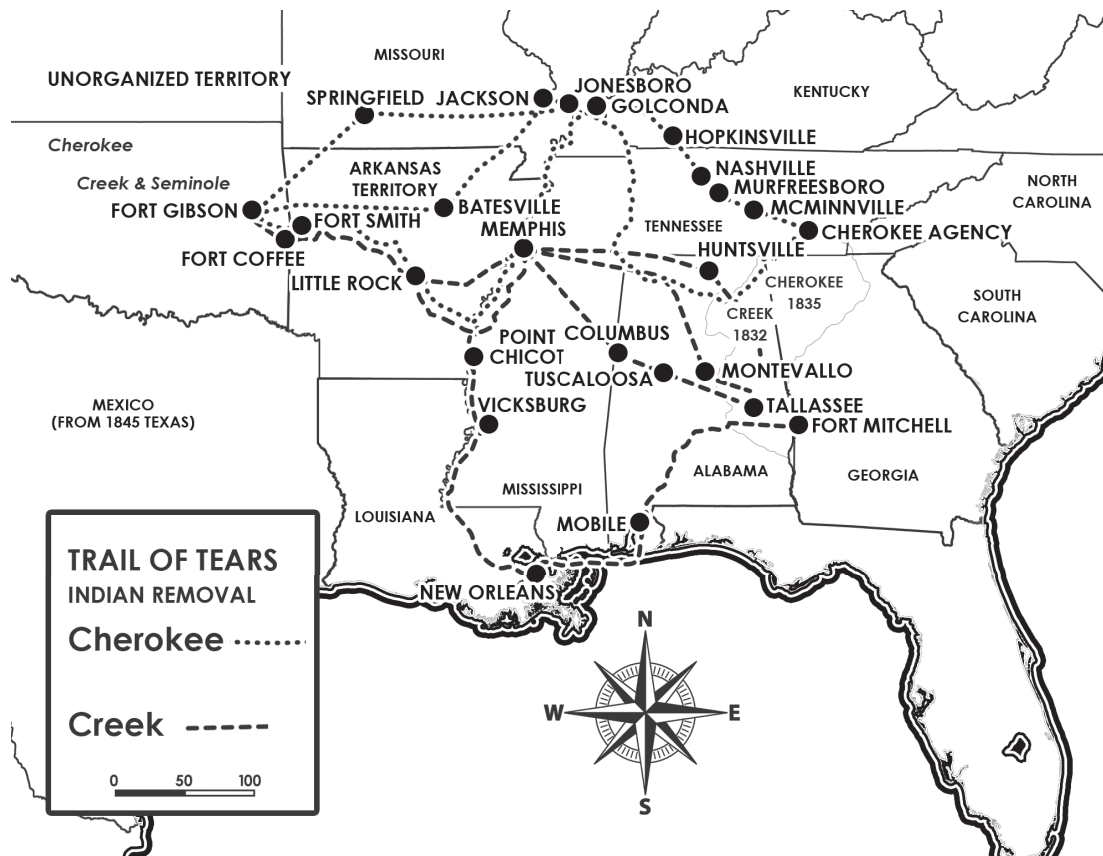 MISSOURI
UNORGANIZED TERRITORY
JONESBORO
SPRINGFIELD
JACKSON
GOLCONDA
KENTUCKY
HOPKINSVILLE
Cherokee
ARKANSAS
TERRITORY
NASHVILLE
Creek & Seminole
MURFREESBORO
NORTH
CAROLINA
FORT GIBSON
BATESVILLE
MCMINNVILLE
FORT SMITH
MEMPHIS
TENNESSEE
CHEROKEE AGENCY
FORT COFFEE
HUNTSVILLE
LITTLE ROCK
CHEROKEE
1835
SOUTH
CAROLINA
CREEK
1832
POINT
CHICOT
COLUMBUS
TUSCALOOSA
MONTEVALLO
MEXICO
(FROM 1845 TEXAS)
VICKSBURG
TALLASSEE
FORT MITCHELL
ALABAMA
GEORGIA
MISSISSIPPI
LOUISIANA
MOBILE
NEW ORLEANS
TRAIL OF TEARS
INDIAN REMOVAL
Cherokee
Creek
0 50 100
N
W E
S